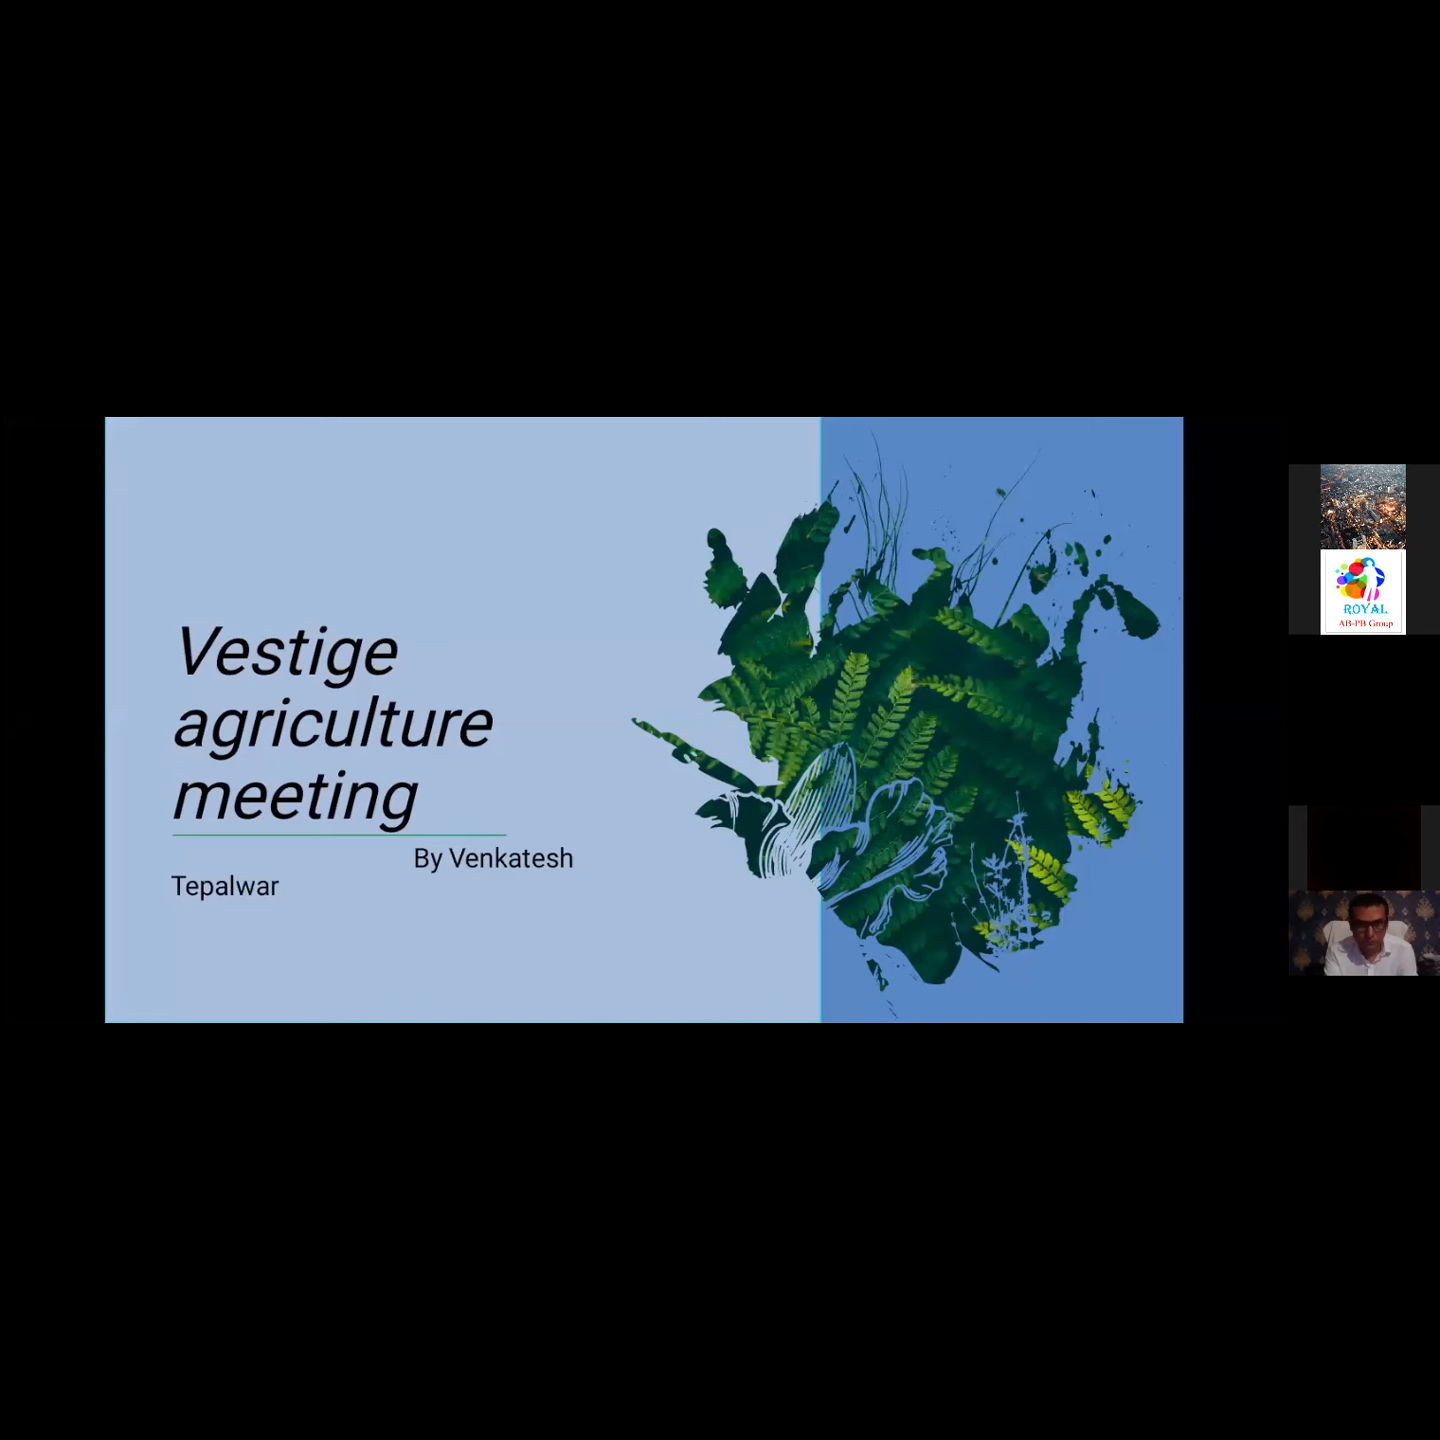 Vestige
agriculture
meeting
By Venkatesh
Tepalwar
ROYAL
AB-PB Group